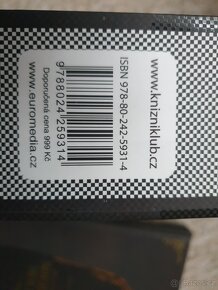 www.knizniklub.cz
ISBN 978-80-242-5931-4
9788024259314
Doporučená cena 999 Kč
www.euromedia.cz